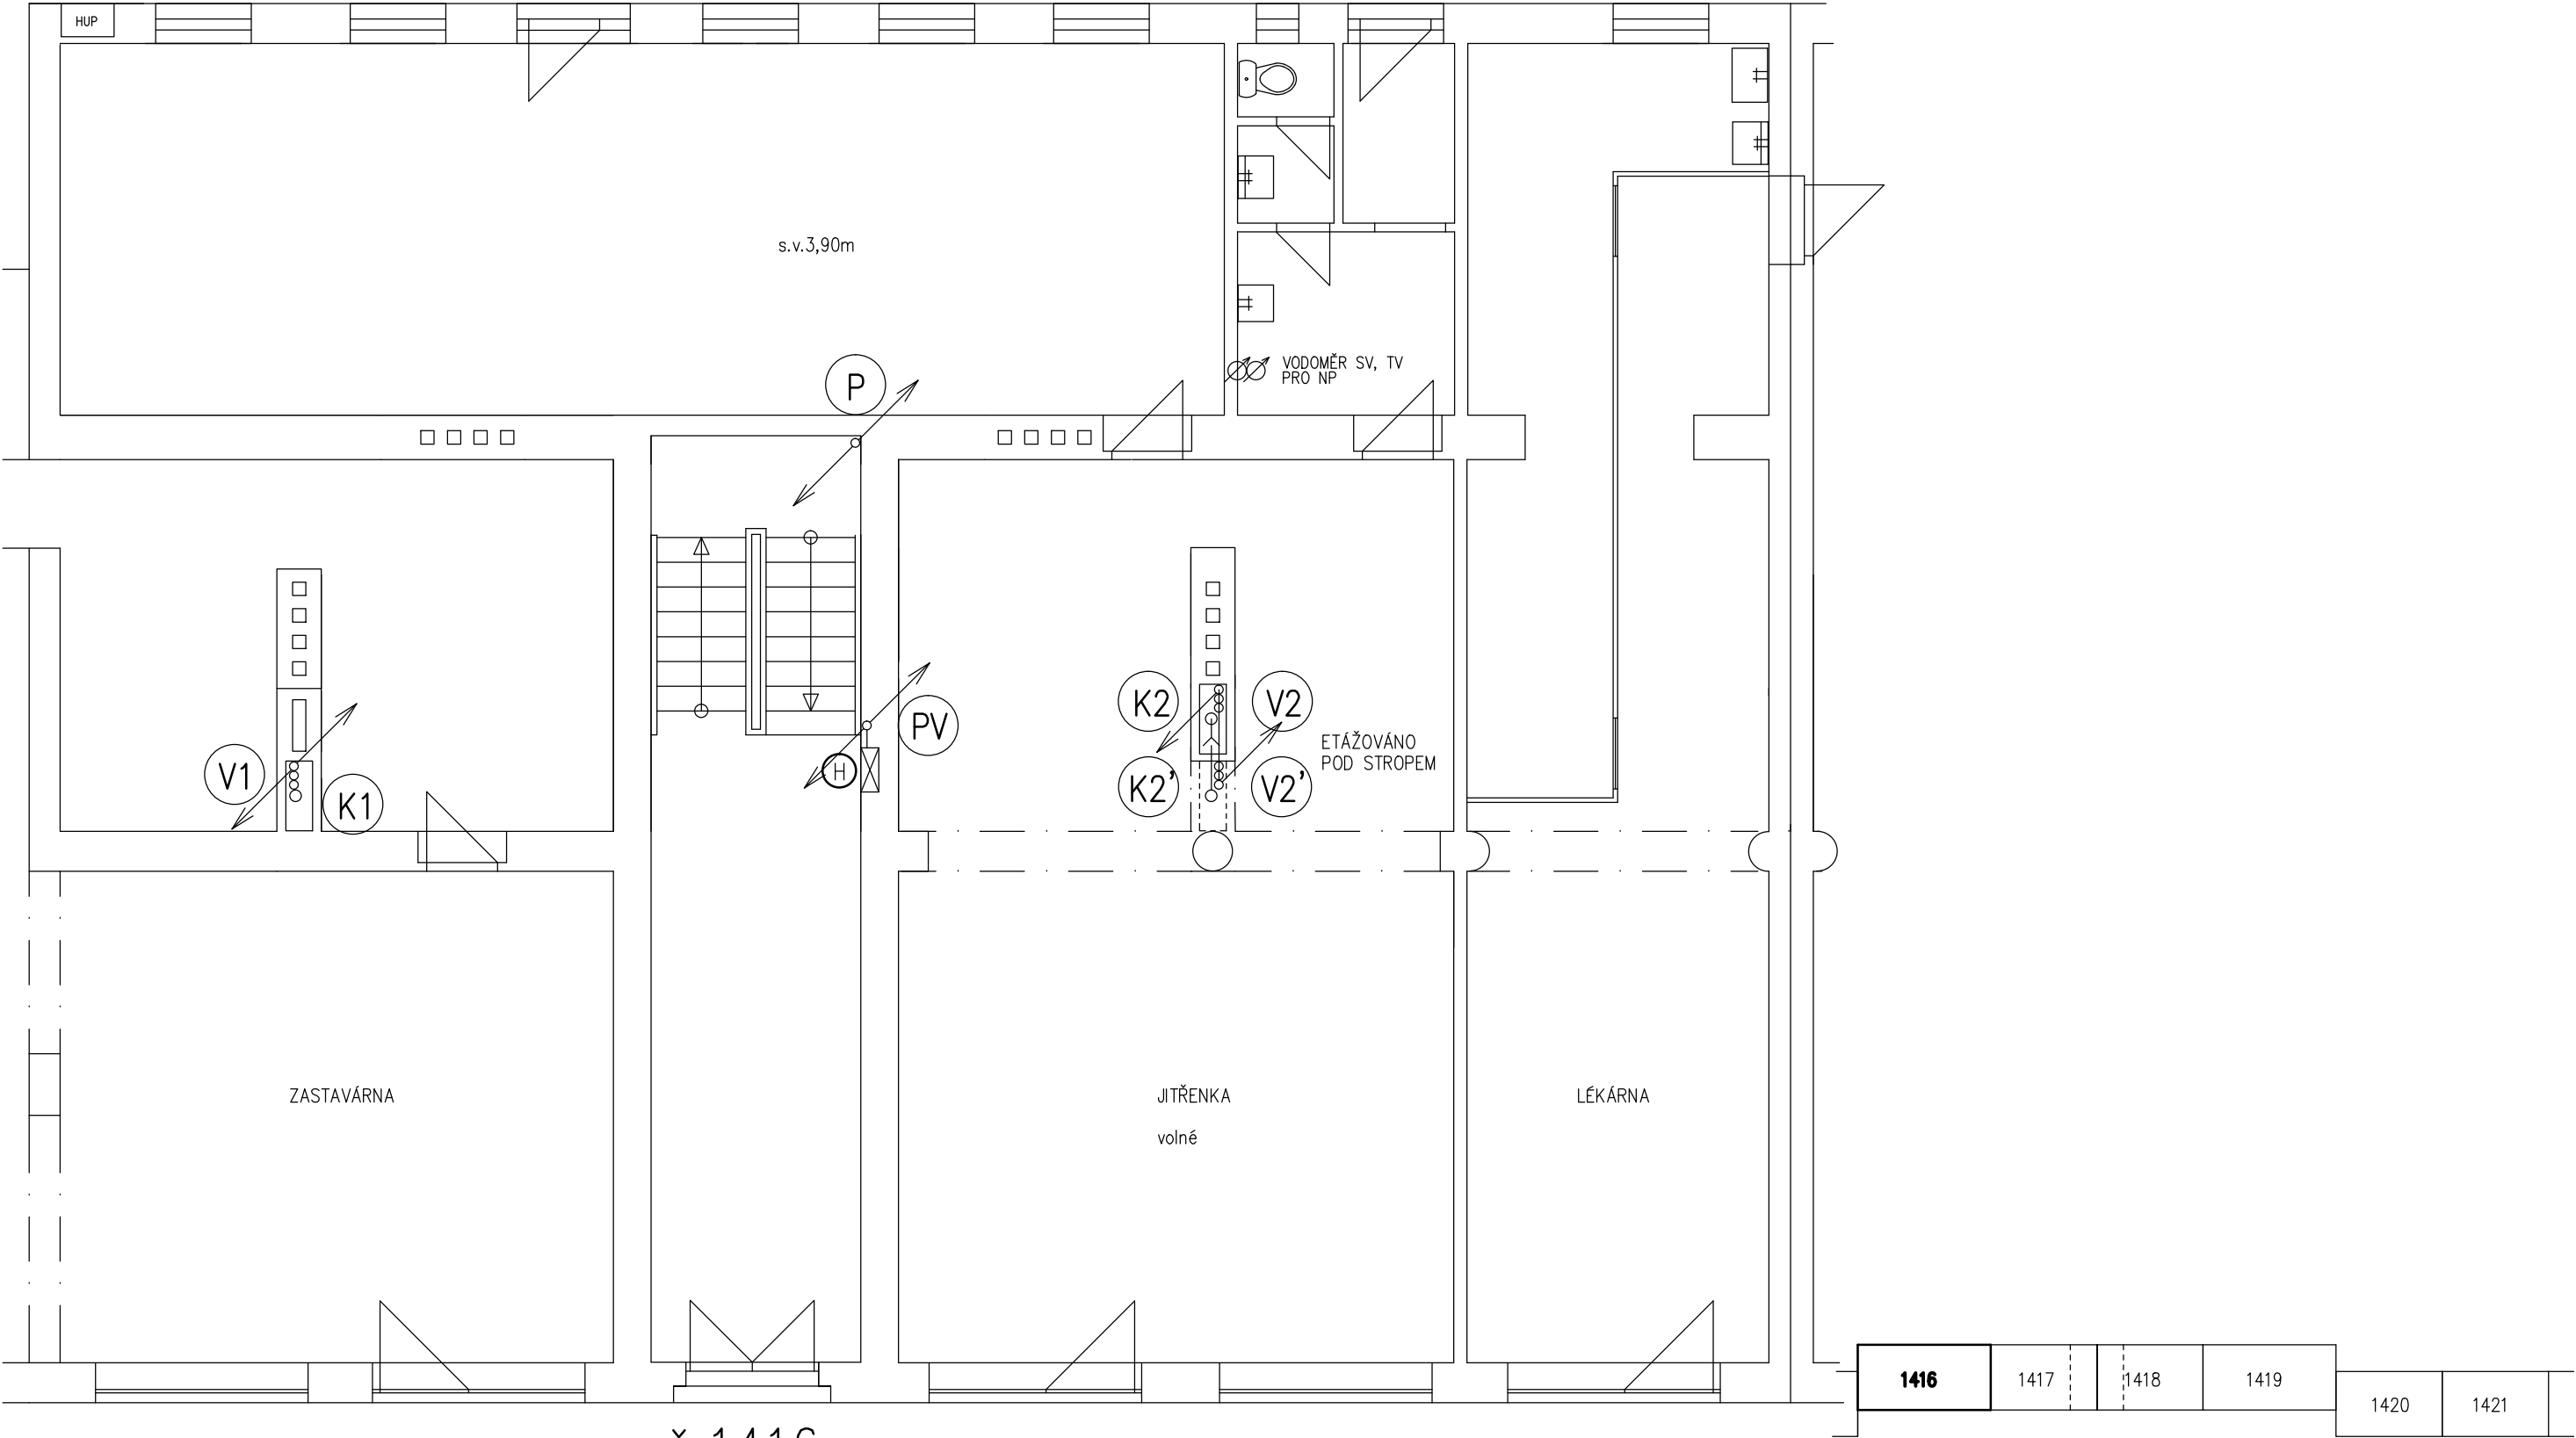 HUP
s.v.3,90m
VODOMĚR SV, TV
PRO NP
P
K2
V2
PV
ETÁŽOVÁNO
POD STROPEM
V1
H
K2'
V2'
K1
ZASTAVÁRNA
JITŘENKA
LÉKÁRNA
volné
1416
1417
1418
1419
1420
1421